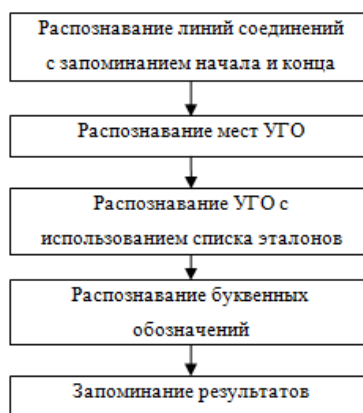 Распознавание линий соединений
с запоминанием начала и конца
Распознавание мест УГО
Распознавание УГО с
использованием списка эталонов
Распознавание буквенных
обозначений
Запоминание результатов